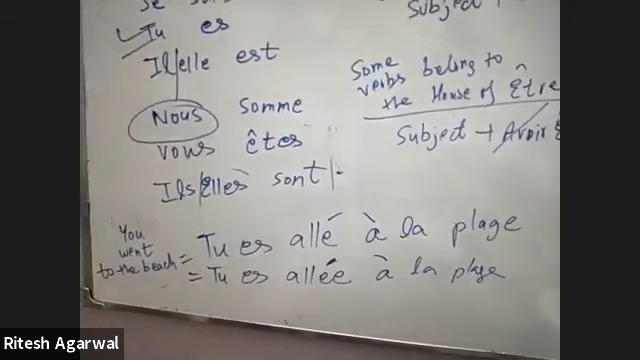 Tu es
Il/elle est
Nous somme
vous êtes
Ils/Elles sont
Subject
Some
verbs belong to
the House of Être
Subject + Avoir
You
went
to the beach = Tu es allé à la plage
= Tu es allée à la plage
Ritesh Agarwal